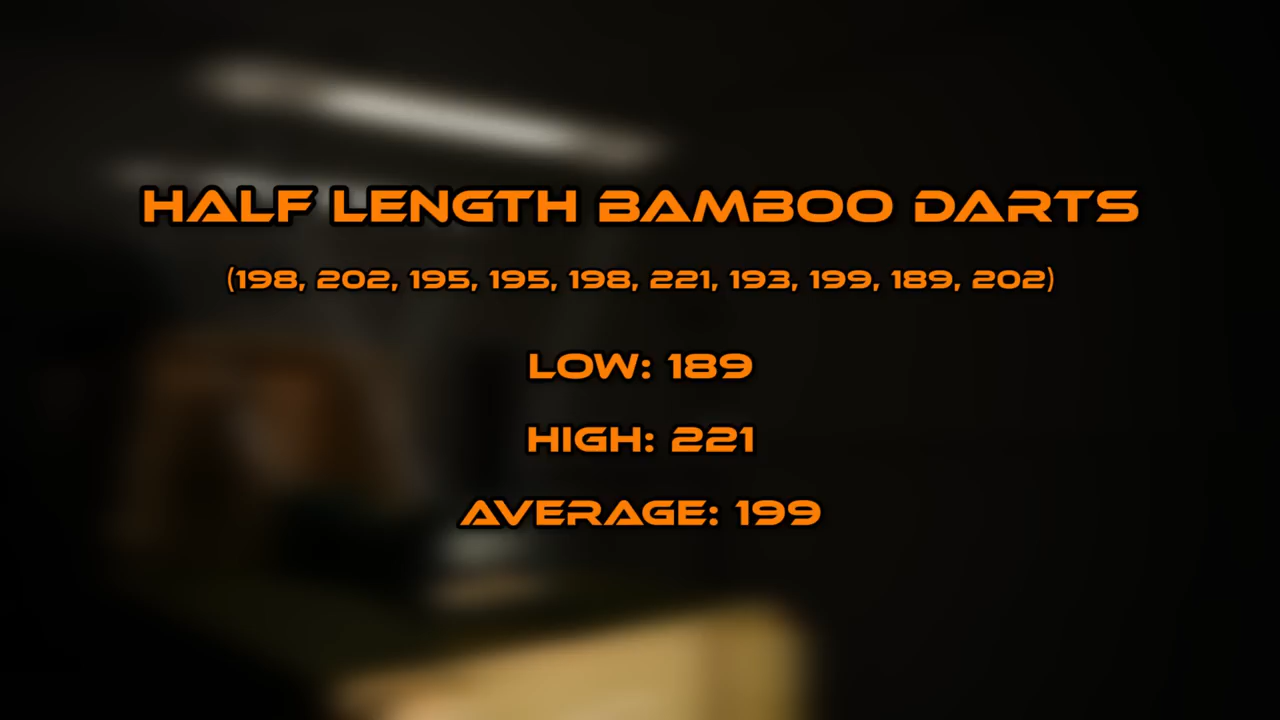 HALF LENGTH BAMBOO DARTS
(198, 202, 195, 195, 198, 221, 193, 199, 189, 202)
LOW: 189
HIGH: 221
AVERAGE: 199